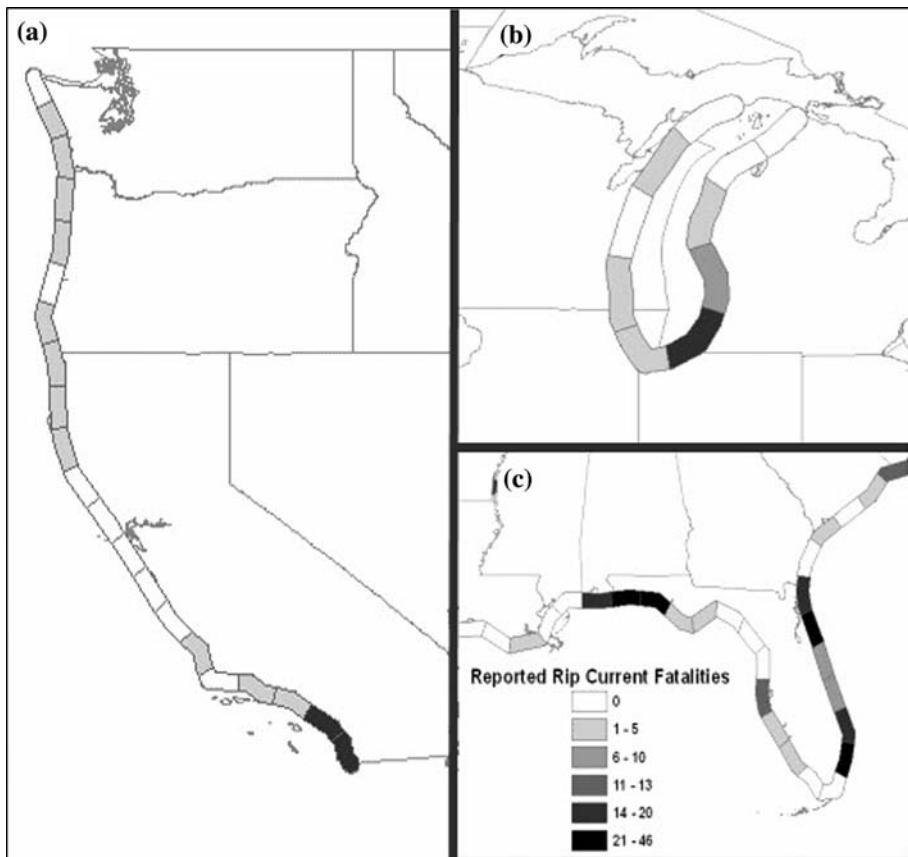 (a)
(b)
(c)
Reported Rip Current Fatalities
0
1 - 5
6 - 10
11 - 13
14 - 20
21 - 46